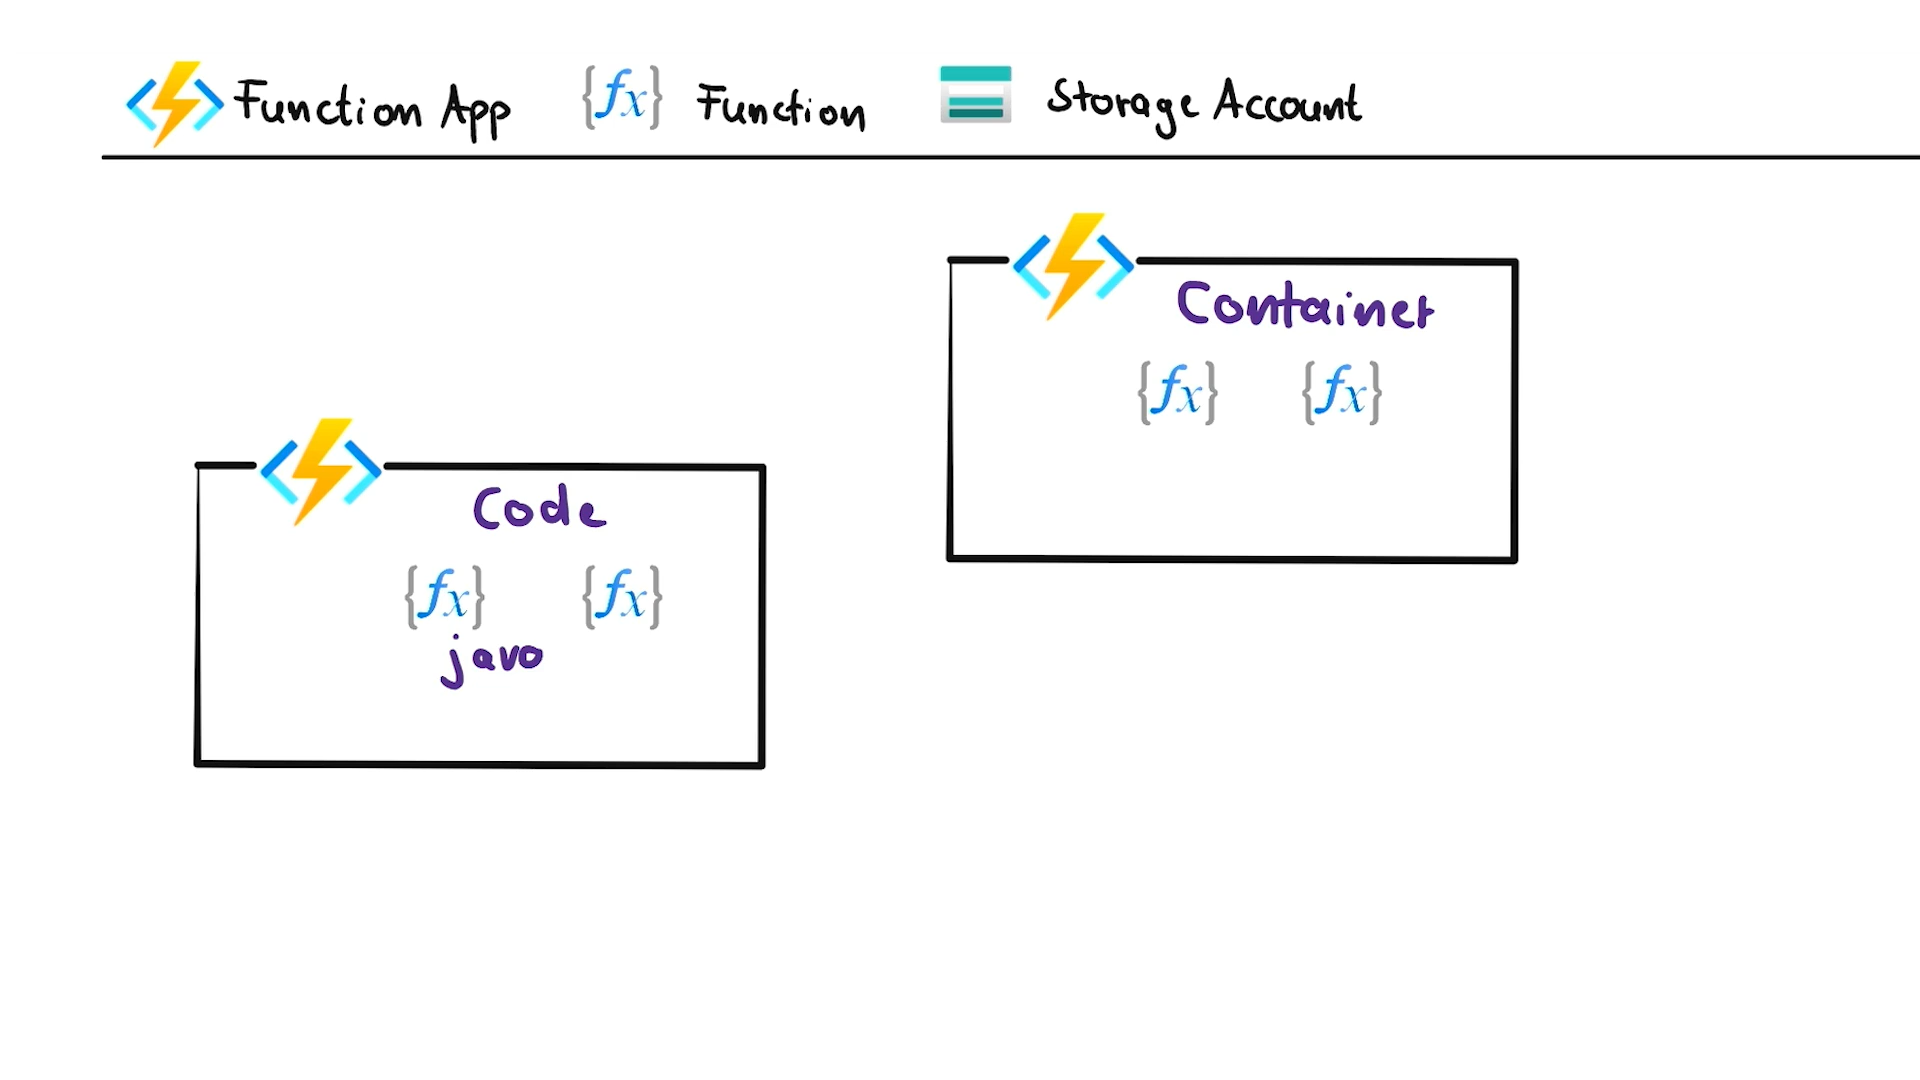 Function App {fx} Function Storage Account
Container
{fx} {fx}
Code
{fx} {fx}
java